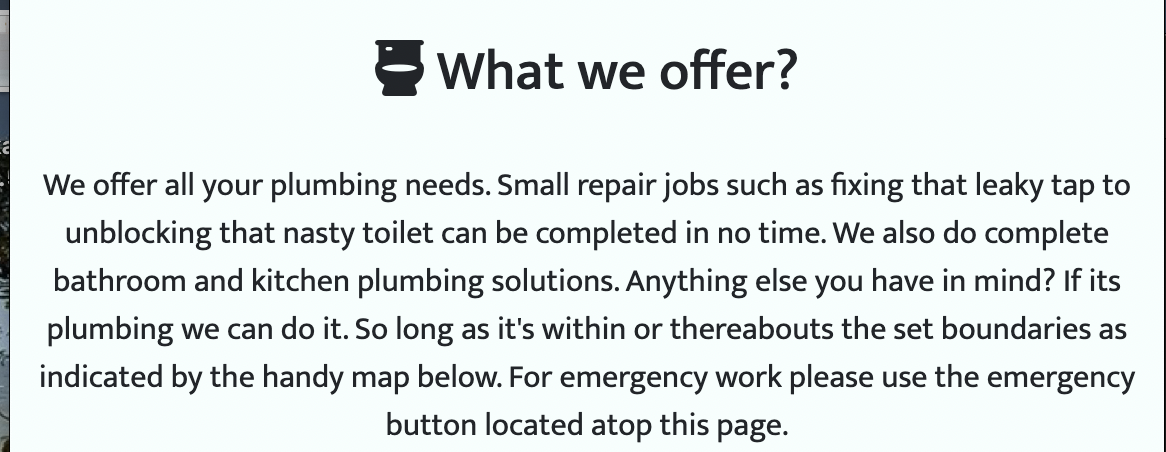 What we offer?
We offer all your plumbing needs. Small repair jobs such as fixing that leaky tap to
unblocking that nasty toilet can be completed in no time. We also do complete
bathroom and kitchen plumbing solutions. Anything else you have in mind? If its
plumbing we can do it. So long as it's within or thereabouts the set boundaries as
indicated by the handy map below. For emergency work please use the emergency
button located atop this page.